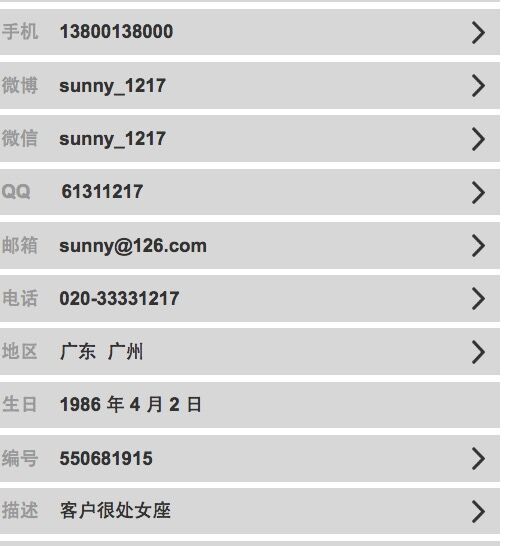 手机 13800138000
微博 sunny_1217
微信 sunny_1217
QQ 61311217
邮箱 sunny@126.com
电话 020-33331217
地区 广东 广州
生日 1986 年 4 月 2 日
编号 550681915
描述 客户很处女座